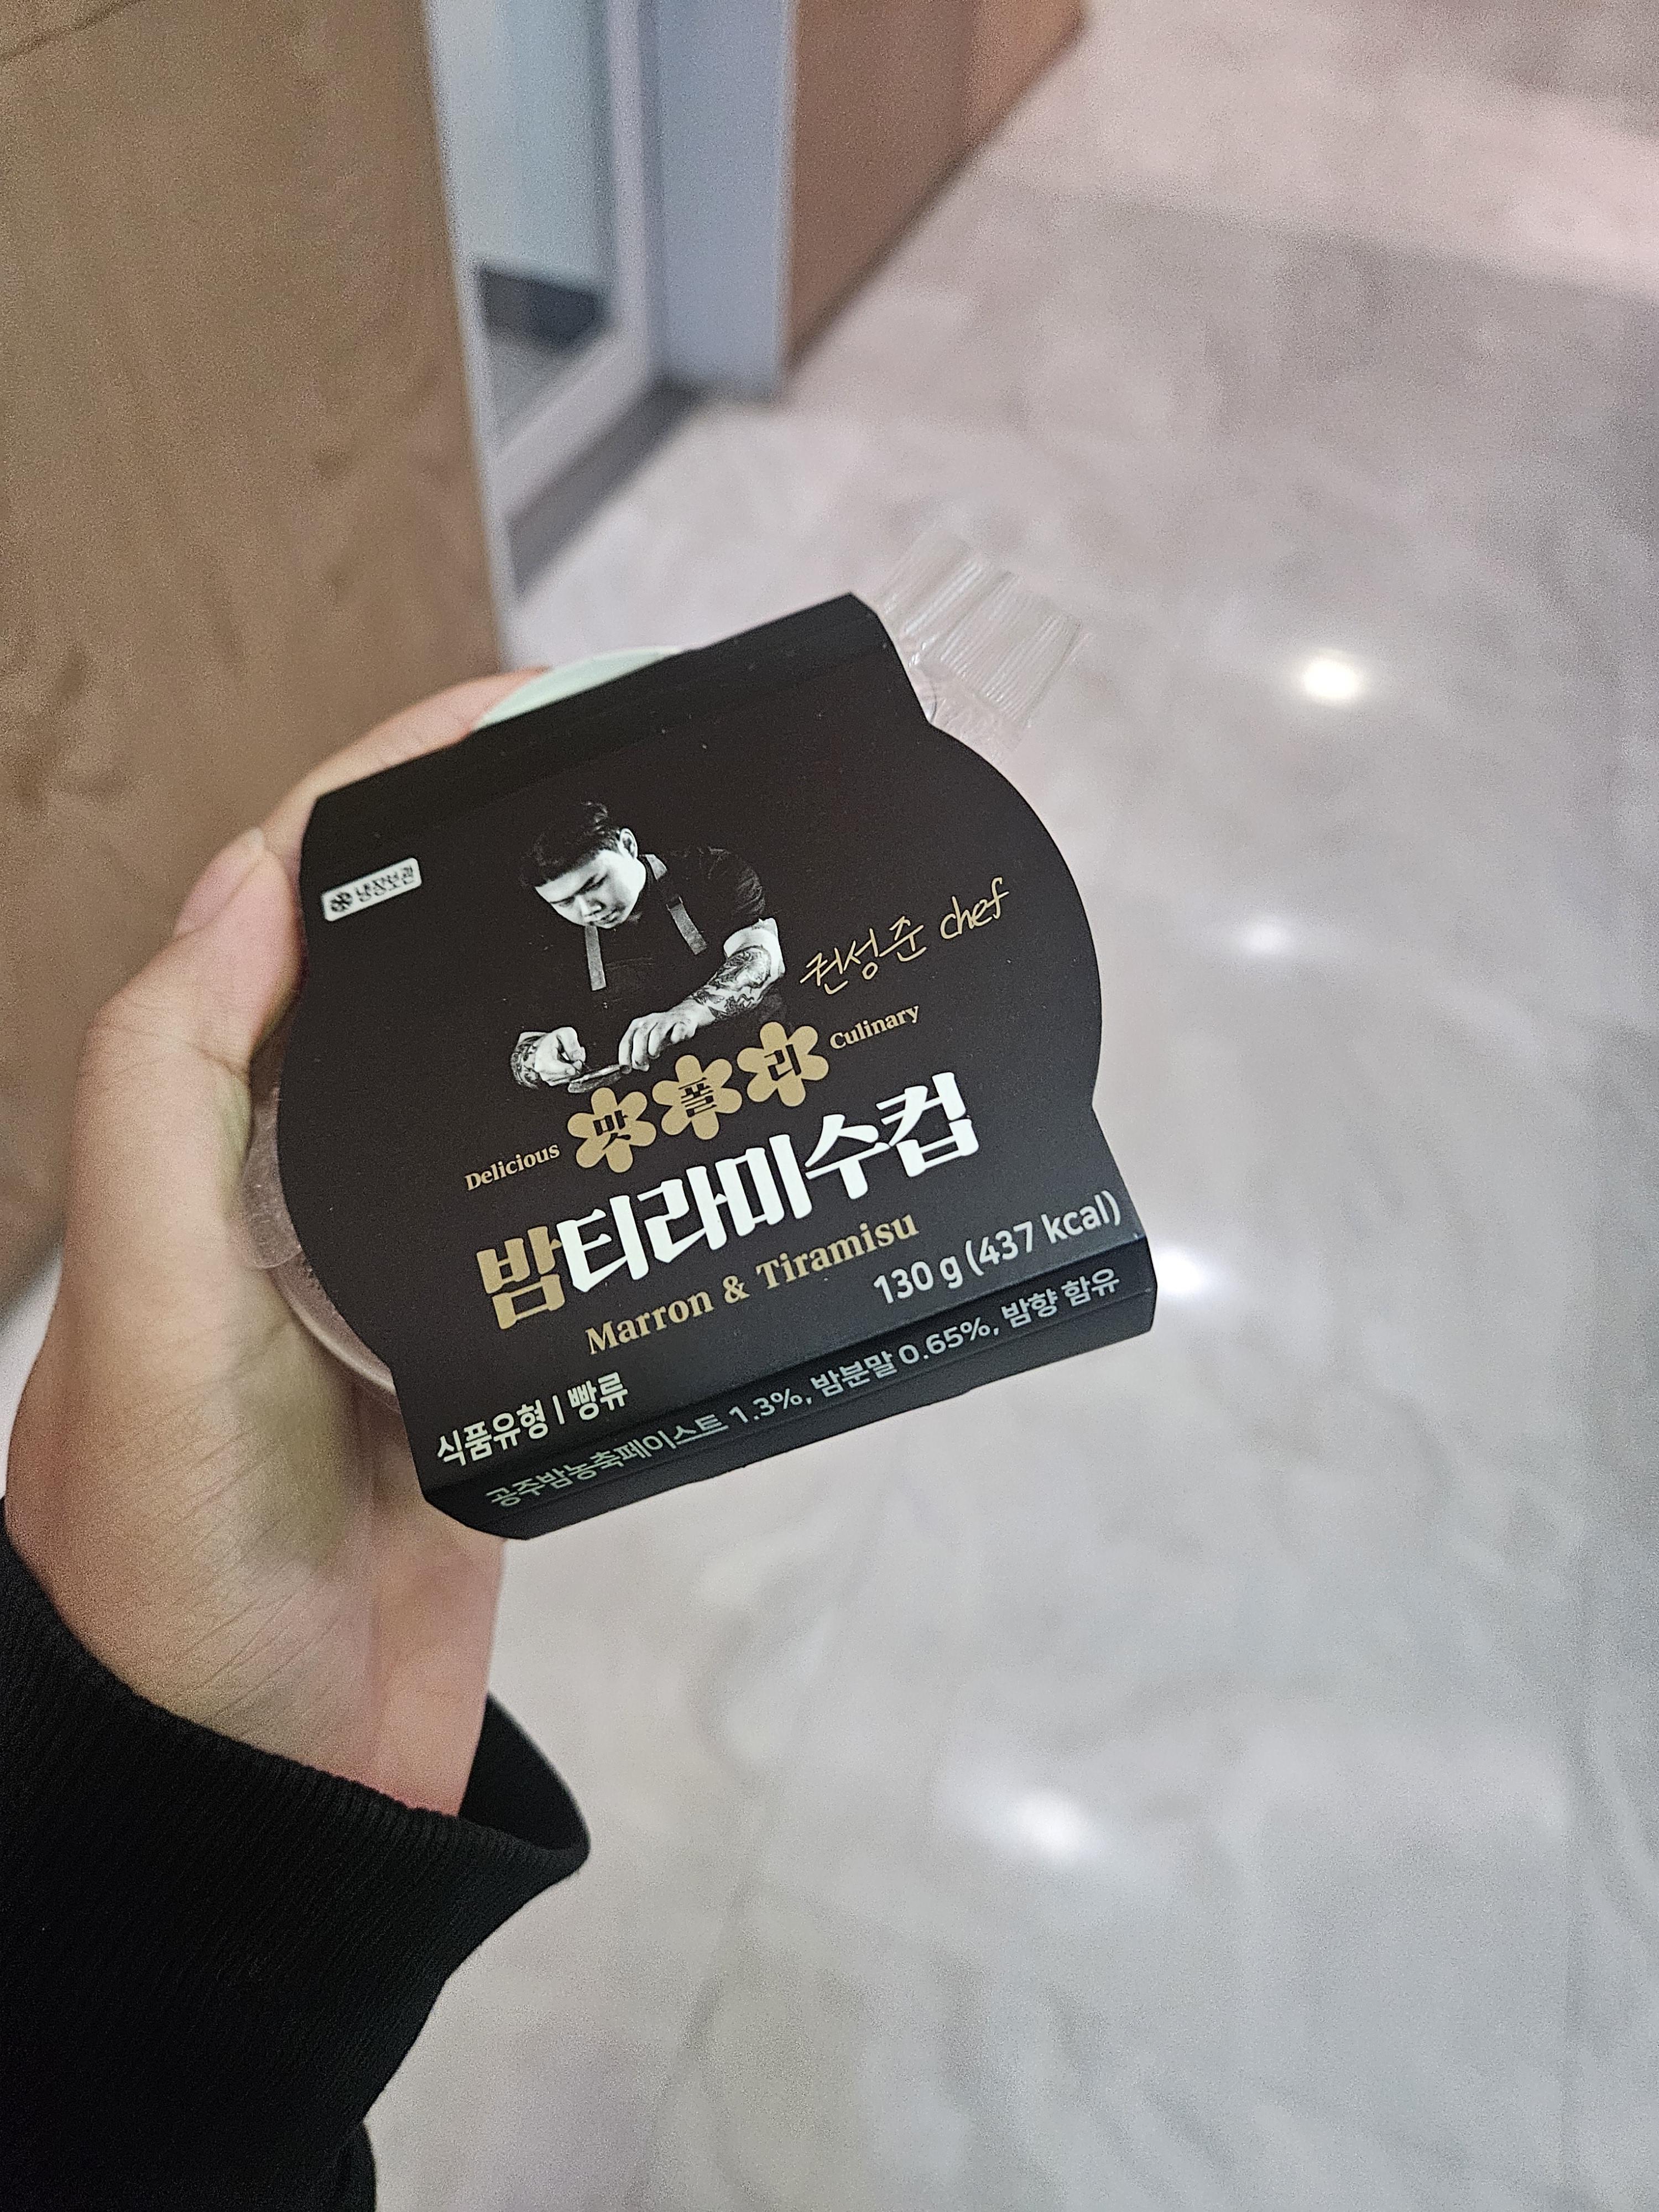 냉장보관
권성준 chef
Delicious 맛폴리 Culinary
밤티라미수컵
Marron & Tiramisu
130 g (437 kcal)
식품유형 | 빵류
공주밤농축페이스트 1.3%, 밤분말 0.65%, 밤향 함유